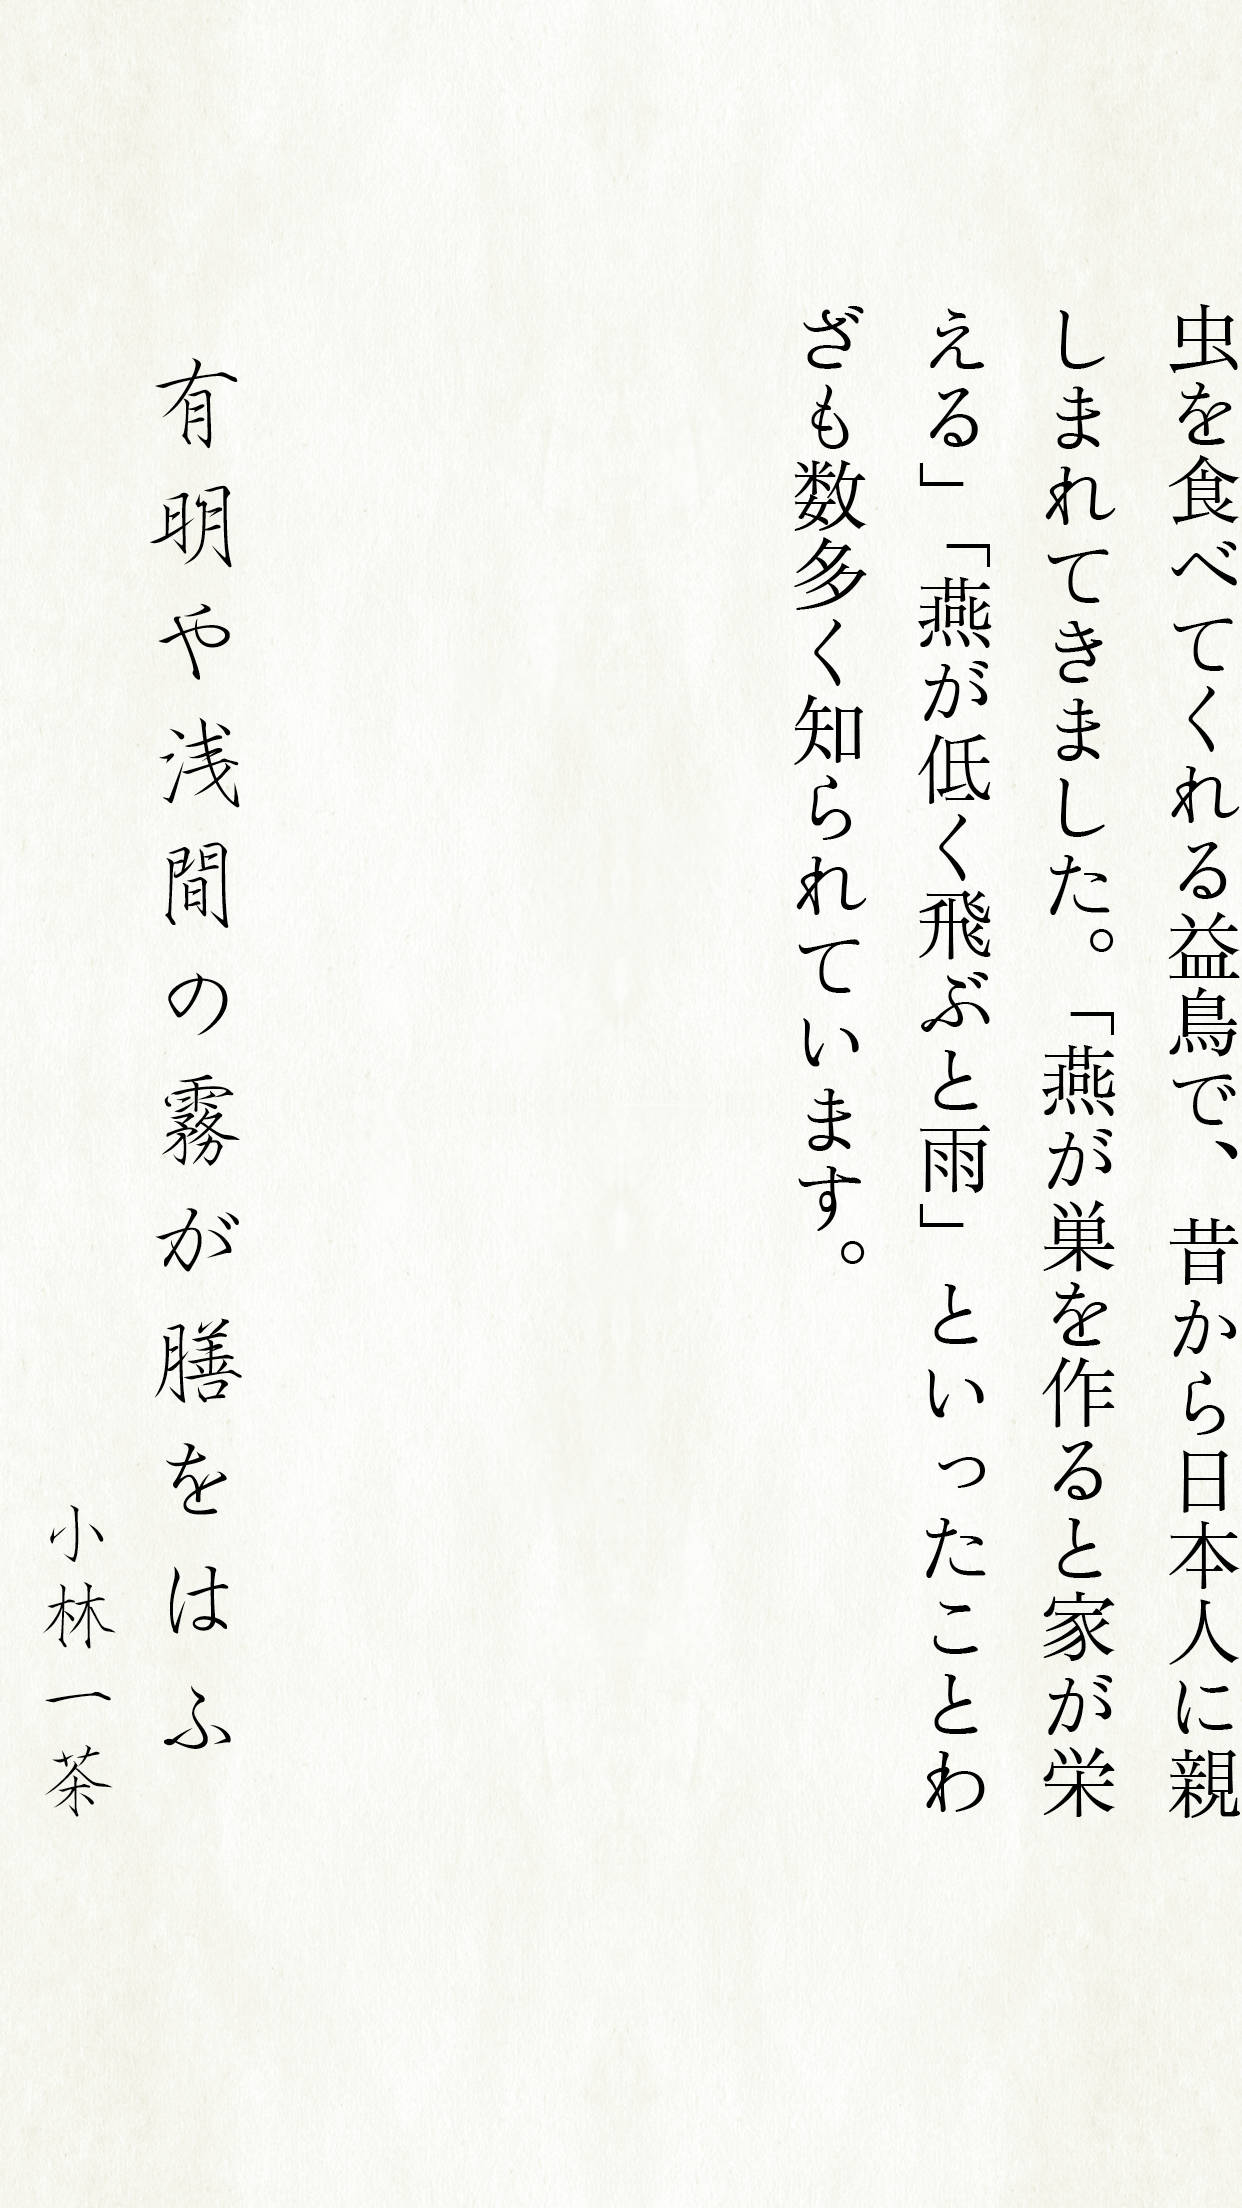 虫を食べてくれる益鳥で、昔から日本人に親
しまれてきました。「燕が巣を作ると家が栄
える」「燕が低く飛ぶと雨」といったことわ
ざも数多く知られています。
有明や浅間の霧が膳をはふ
小林一茶